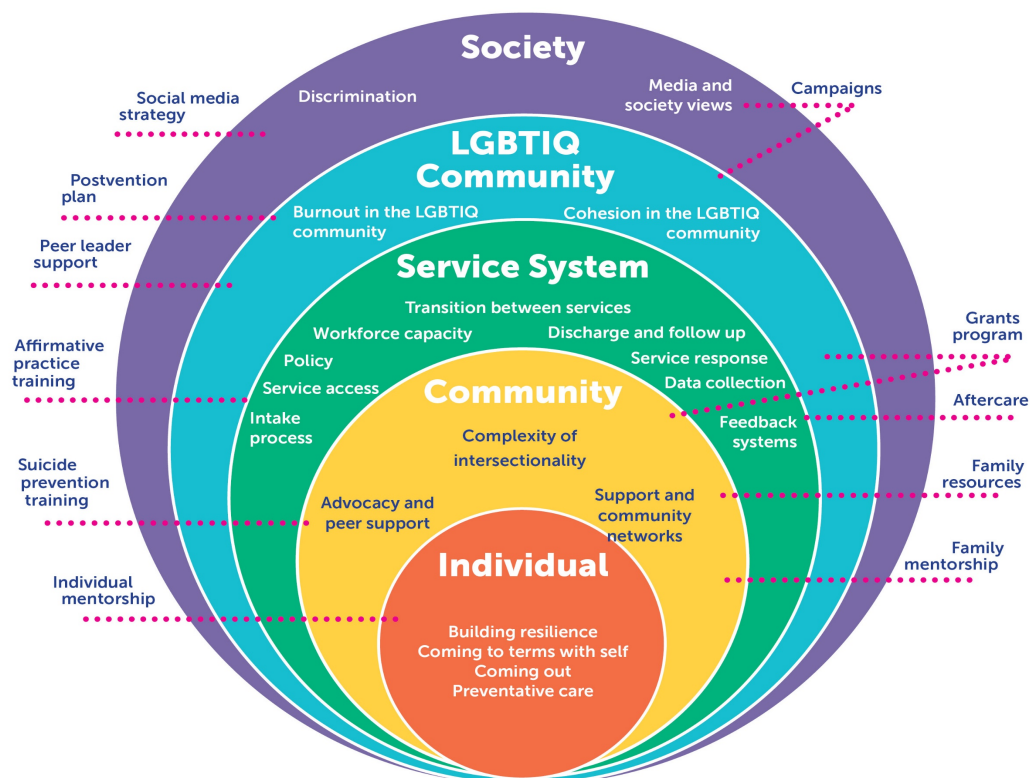 Society
Discrimination
Media and
society views
Campaigns
Social media
strategy
LGBTIQ
Community
Postvention
plan
Burnout in the LGBTIQ
community
Cohesion in the LGBTIQ
community
Peer leader
support
Service System
Transition between services
Workforce capacity
Discharge and follow up
Policy
Service response
Service access
Data collection
Intake
process
Feedback
systems
Grants
program
Affirmative
practice
training
Aftercare
Community
Complexity of
intersectionality
Suicide
prevention
training
Advocacy and
peer support
Support and
community
networks
Family
resources
Family
mentorship
Individual
mentorship
Individual
Building resilience
Coming to terms with self
Coming out
Preventative care